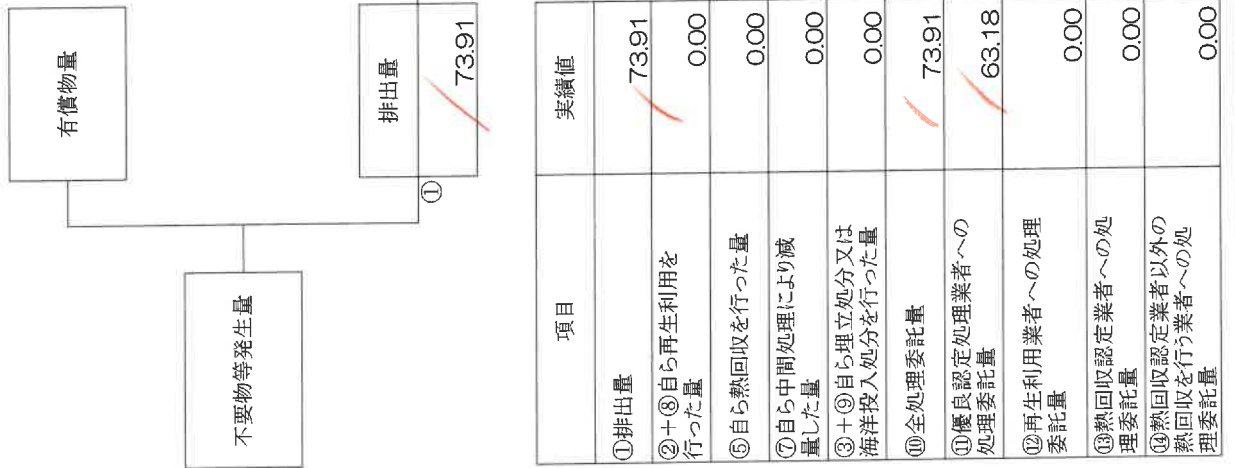 有償物量
不要物等発生量
排出量
①
73.91
項目
実績値
①排出量
73.91
②+⑧自ら再生利用を
行った量
0.00
⑤自ら熱回収を行った量
0.00
⑦自ら中間処理により減
量した量
0.00
③+⑨自ら埋立処分又は
海洋投入処分を行った量
0.00
⑩全処理委託量
73.91
⑪優良認定処理業者への
処理委託量
63.18
⑫再生利用業者への処理
委託量
0.00
⑬熱回収認定業者への処
理委託量
0.00
⑭熱回収認定業者以外の
熱回収を行う業者への処
理委託量
0.00